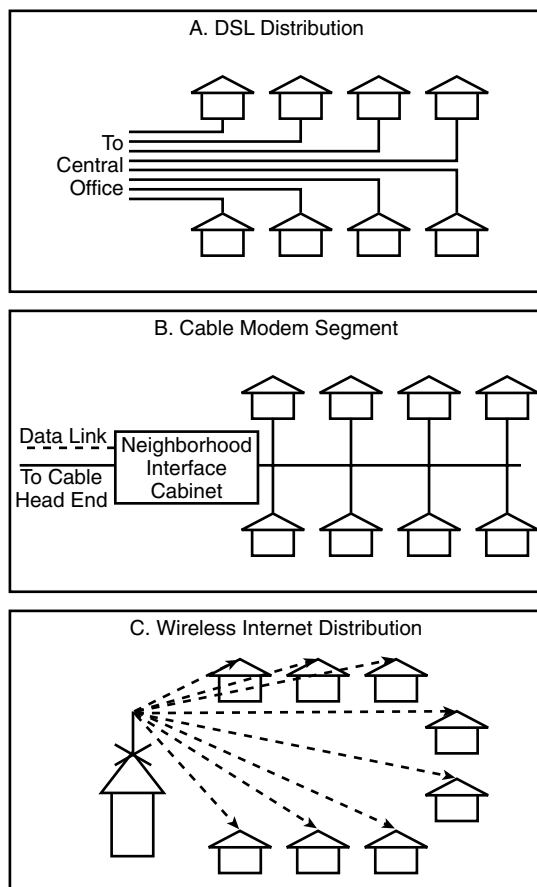 A. DSL Distribution
To
Central
Office
B. Cable Modem Segment
Data Link
To Cable
Head End
Neighborhood
Interface
Cabinet
C. Wireless Internet Distribution